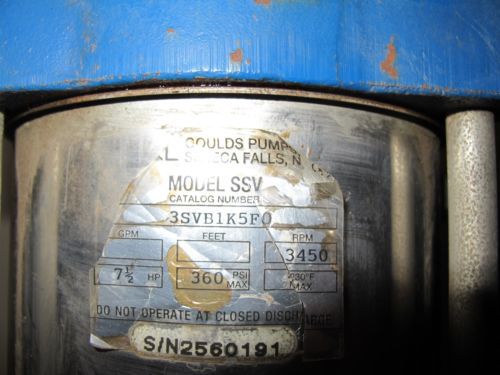 GOULDS PUMPS
SENECA FALLS, N
MODEL SSV
CATALOG NUMBER
3SVB1K5F0
GPM FEET RPM
3450
7½ HP 360 PSI MAX °F MAX
DO NOT OPERATE AT CLOSED DISCHARGE
S/N2560191